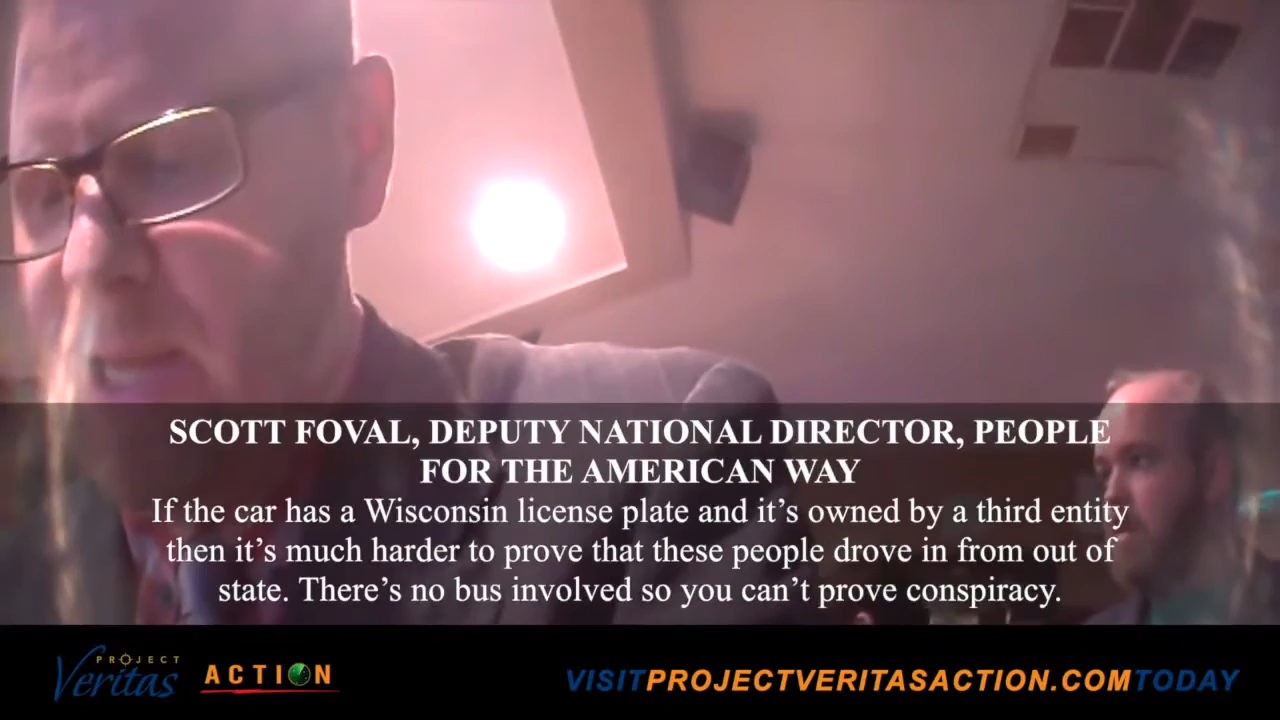 SCOTT FOVAL, DEPUTY NATIONAL DIRECTOR, PEOPLE
FOR THE AMERICAN WAY
If the car has a Wisconsin license plate and it’s owned by a third entity
then it’s much harder to prove that these people drove in from out of
state. There’s no bus involved so you can’t prove conspiracy.
PROJECT
Veritas ACTION
VISITPROJECTVERITASACTION.COMTODAY